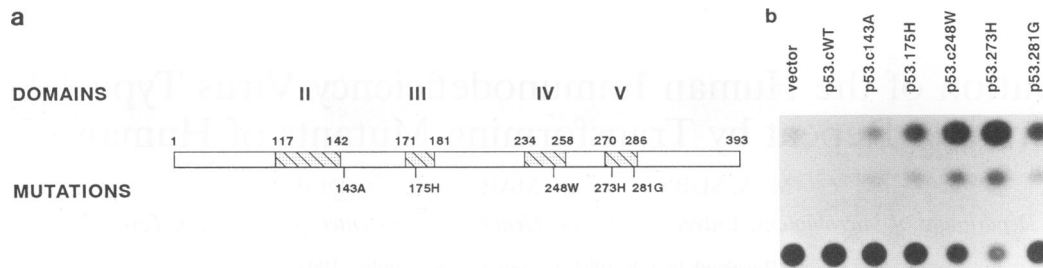 a
DOMAINS
II III IV V
1 117 142 171 181 234 258 270 286 393
MUTATIONS
143A 175H 248W 273H 281G
b
vector
p53.cWT
p53.c143A
p53.175H
p53.c248W
p53.273H
p53.281G